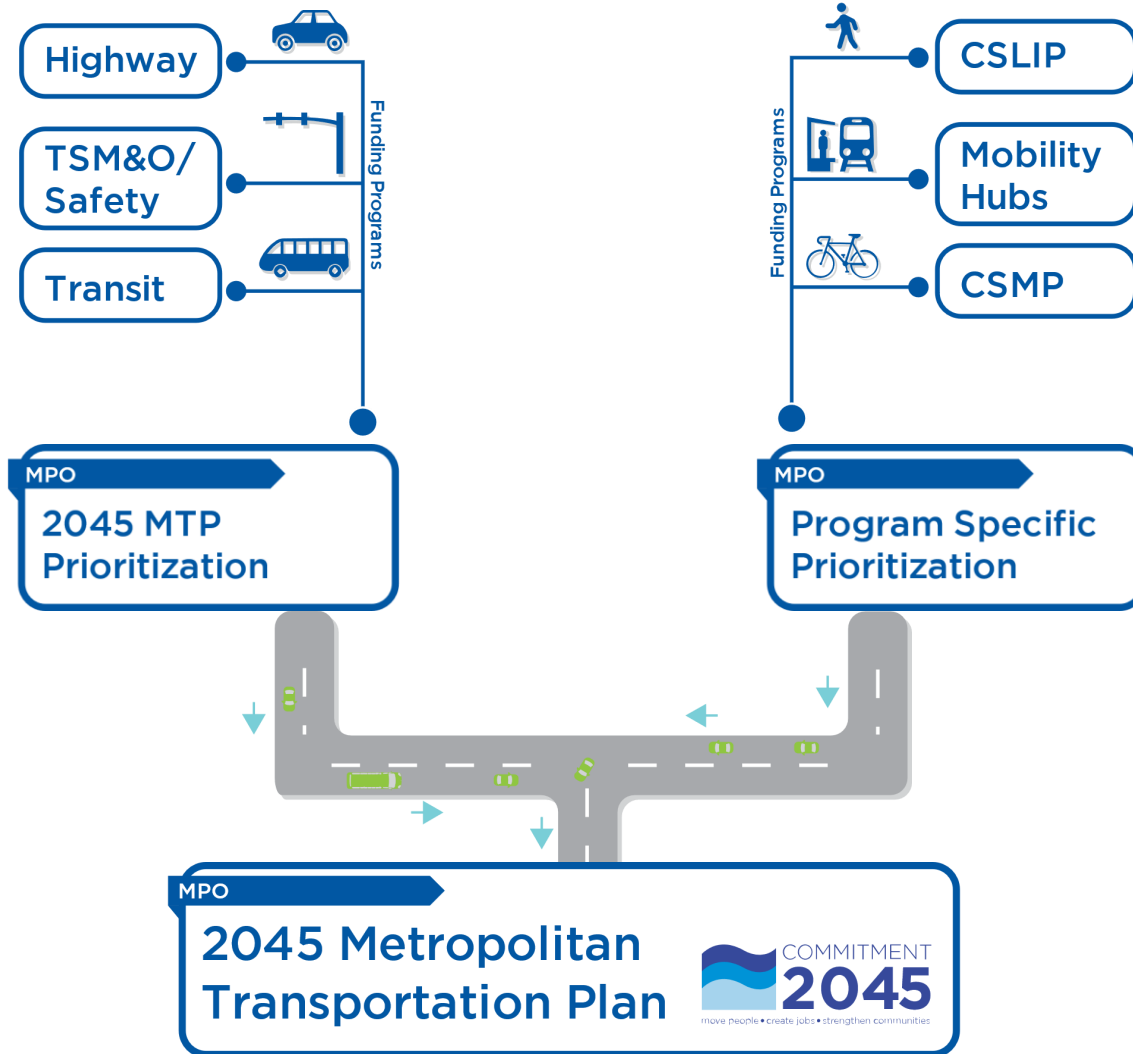 Highway
TSM&O/
Safety
Transit
Funding Programs
CSLIP
Mobility
Hubs
CSMP
Funding Programs
MPO
2045 MTP
Prioritization
MPO
Program Specific
Prioritization
MPO
2045 Metropolitan
Transportation Plan
COMMITMENT
2045
move people • create jobs • strengthen communities